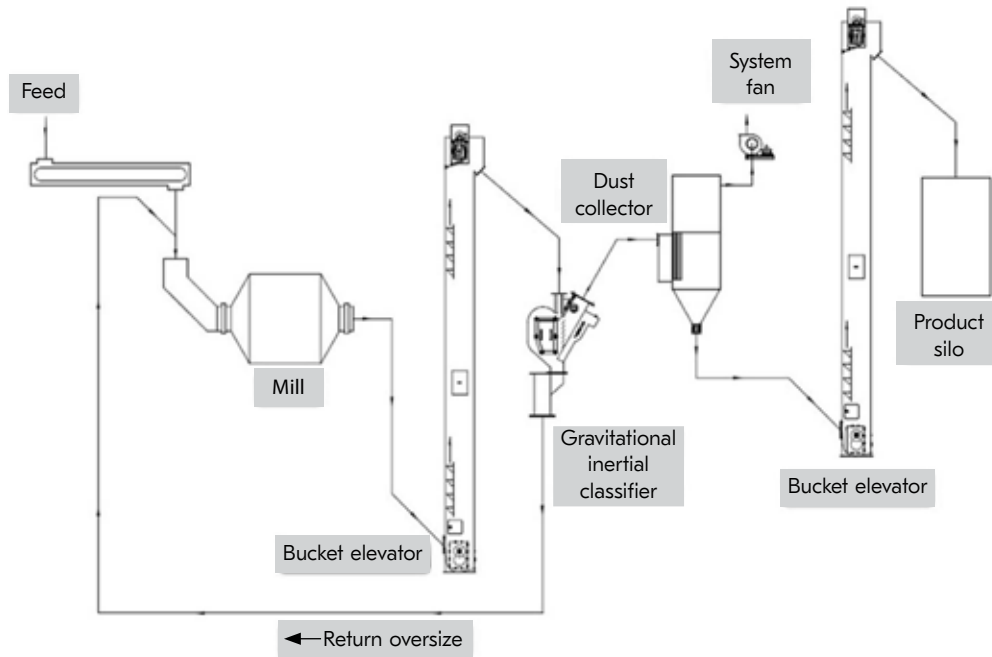 Feed
System
fan
Dust
collector
Product
silo
Mill
Gravitational
inertial
classifier
Bucket elevator
Bucket elevator
Return oversize